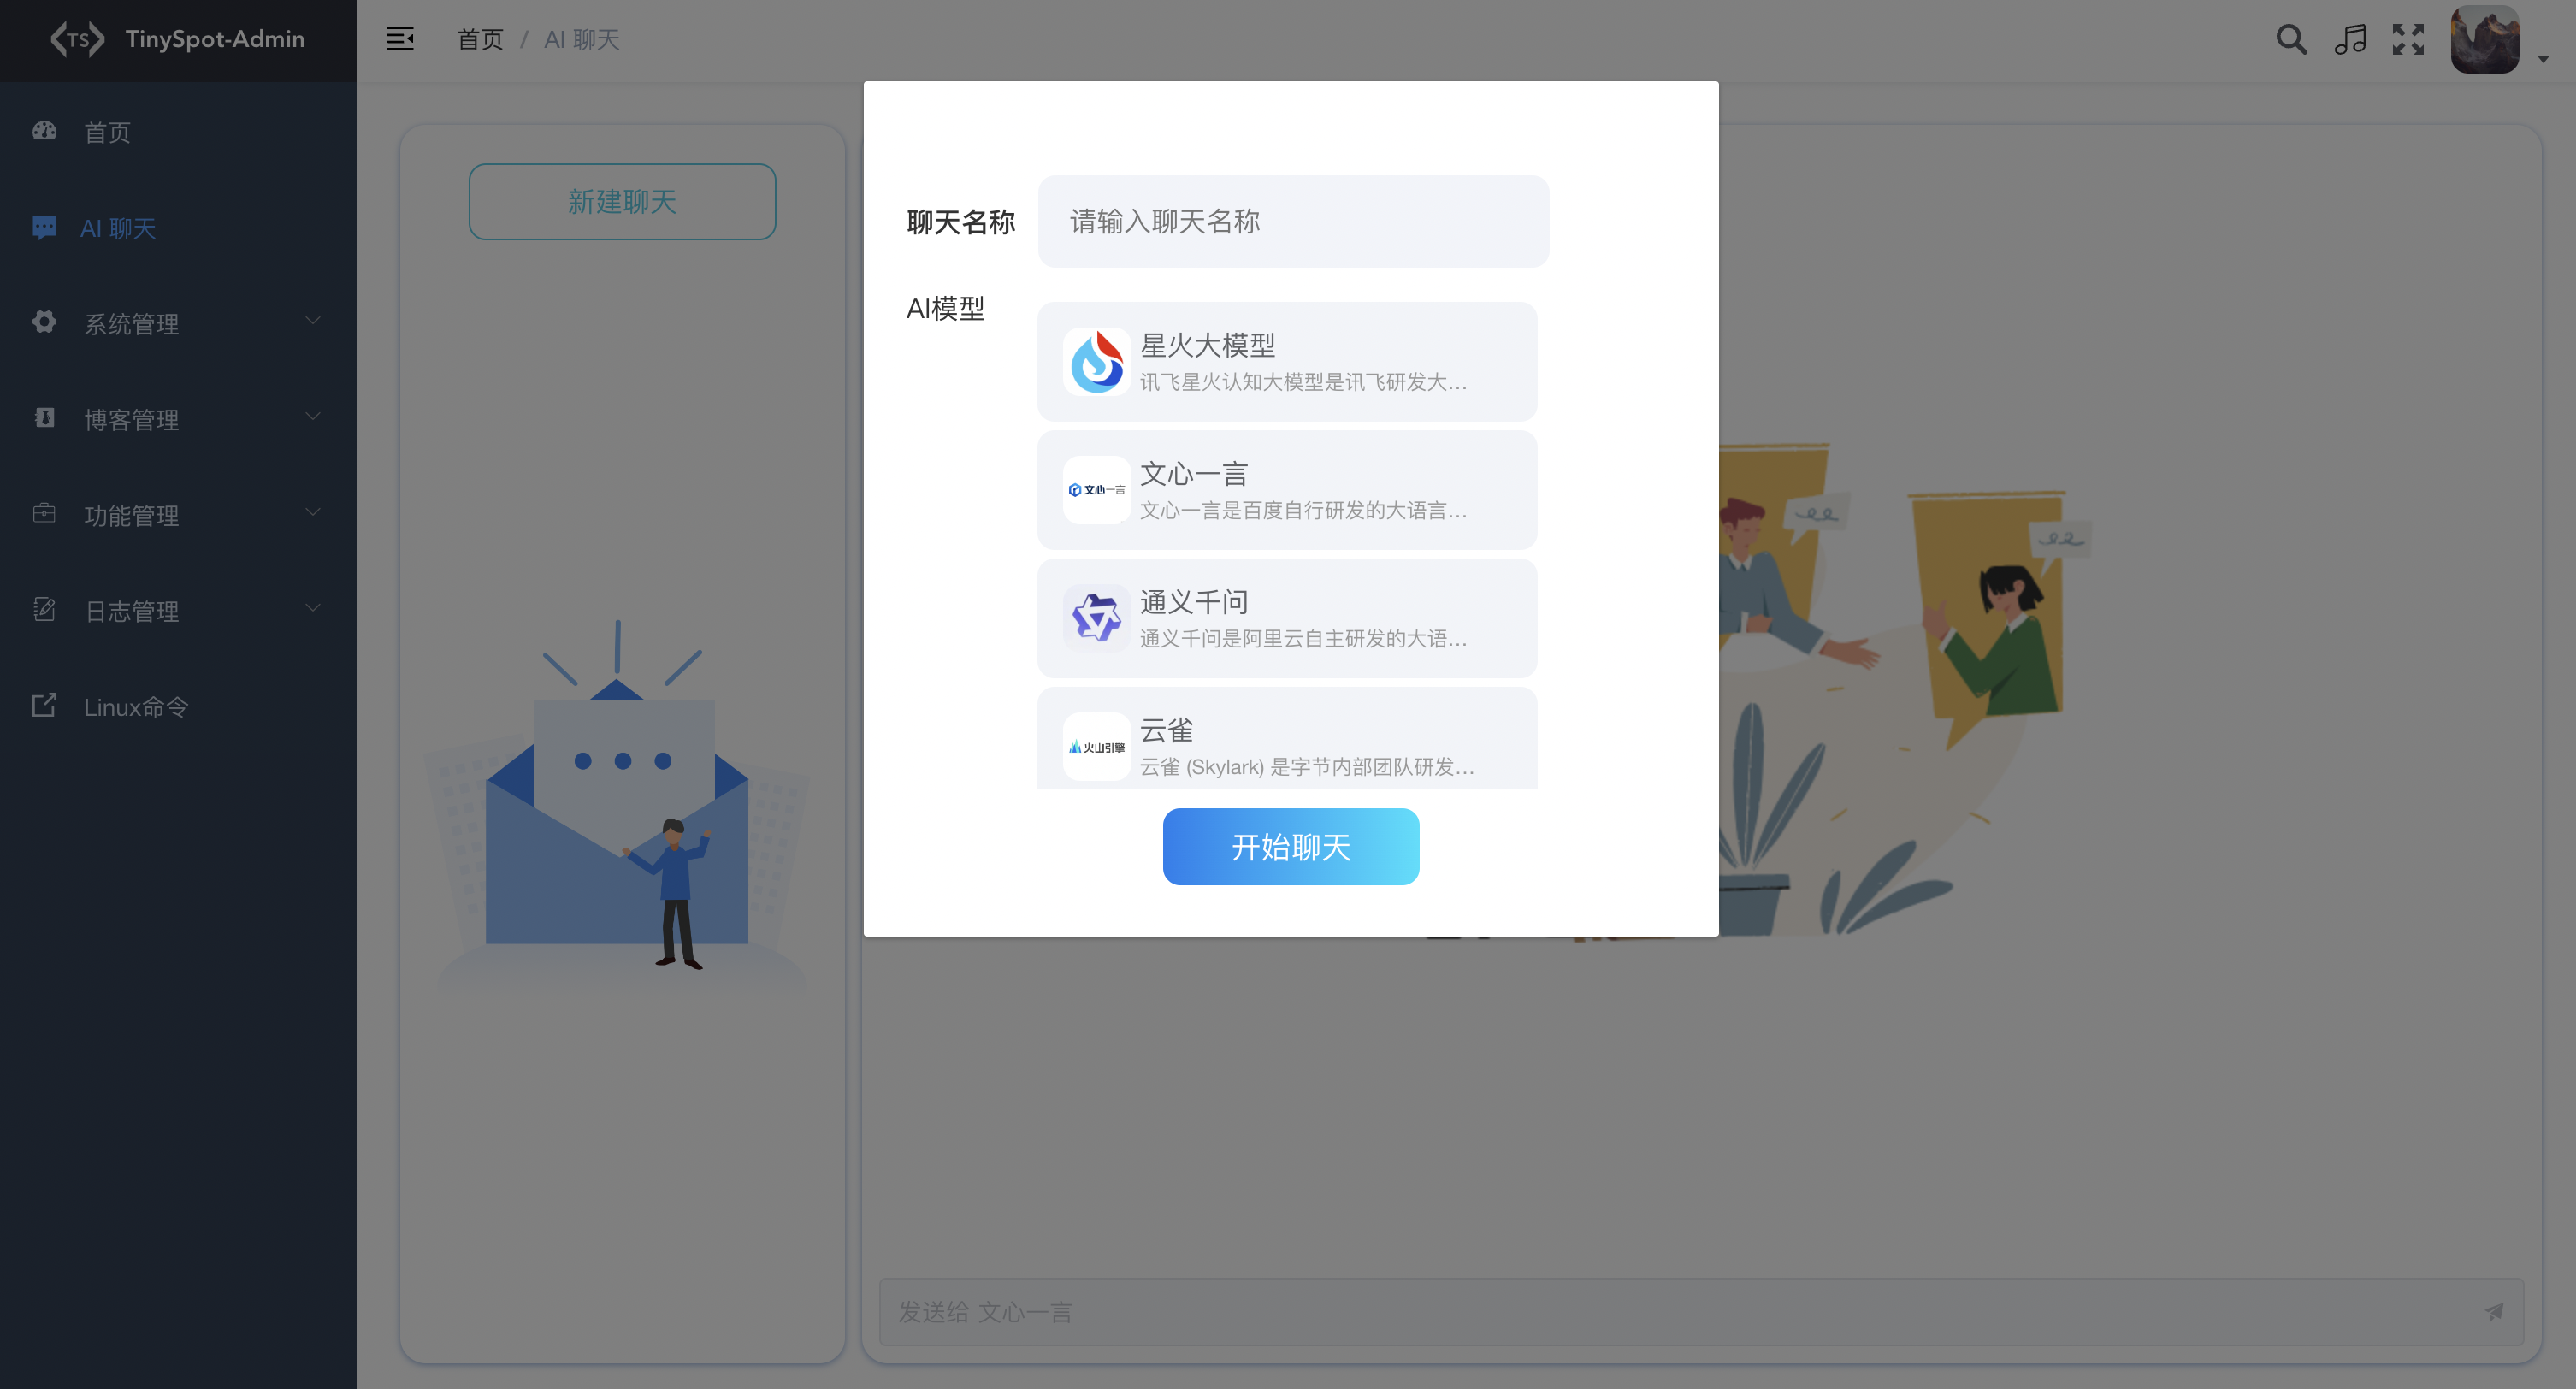 TS TinySpot-Admin
首页 / AI 聊天
首页
AI 聊天
系统管理
博客管理
功能管理
日志管理
Linux命令
新建聊天
聊天名称
请输入聊天名称
AI模型
星火大模型
讯飞星火认知大模型是讯飞研发大...
文心一言
文心一言
文心一言是百度自行研发的大语言...
通义千问
通义千问是阿里云自主研发的大语...
火山引擎
云雀
云雀 (Skylark) 是字节内部团队研发...
开始聊天
发送给 文心一言